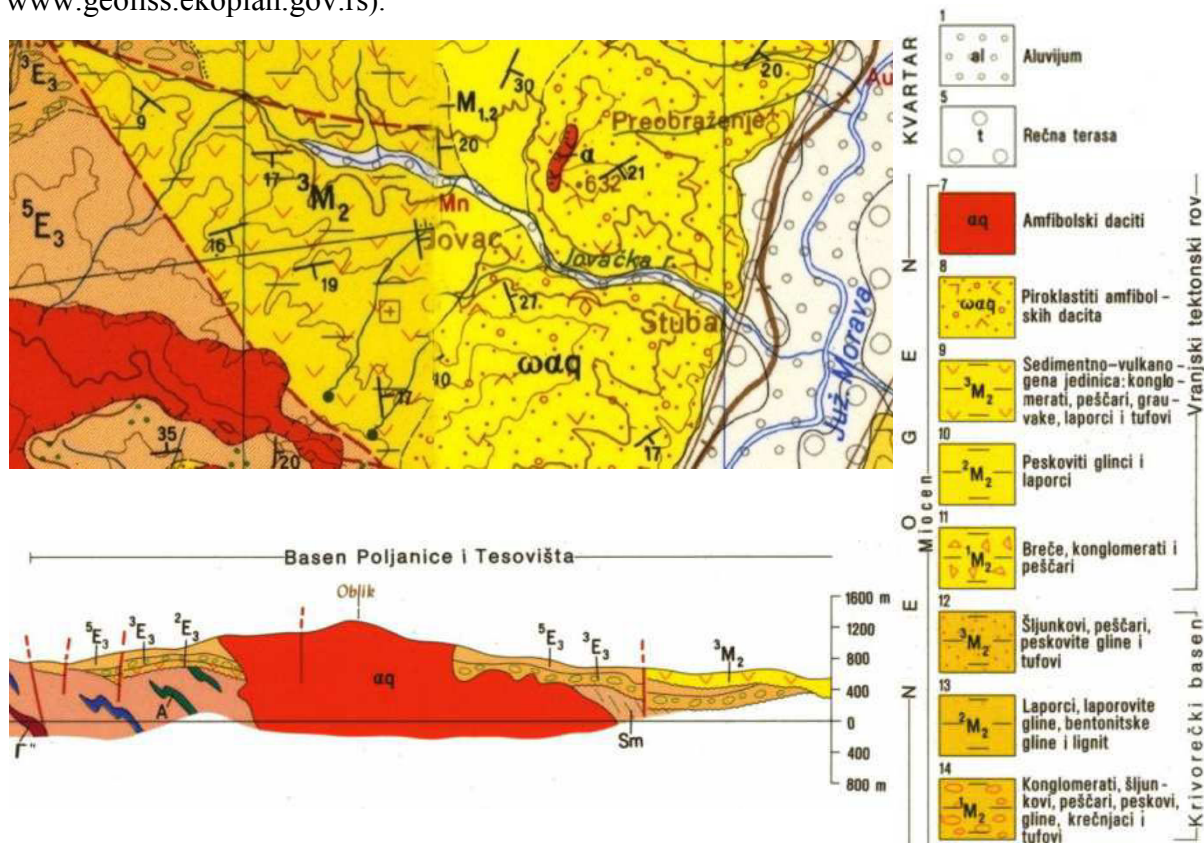 www.geoliss.ekoplan.gov.rs).
³E₃
9
30
20
Au
M₁,₂
Preobraženje
20
α
21
•632
17
³M₂
Mn
⁵E₃
Jovac
16
Jovačka r.
19
27
Stubal
ωαq
Juž. Morava
10
27
35
20
17
Basen Poljanice i Tesovišta
Oblik
1600 m
⁵E₃
³E₃
²E₃
⁵E₃
³E₃
³M₂
1200
800
αq
400
A
0
Sm
Γ"
400
800 m
KVARTAR
NEOGEN
Miocen
1
al
Aluvijum
5
t
Rečna terasa
7
αq
Amfibolski daciti
8
ωαq
Piroklastiti amfibol-
skih dacita
9
³M₂
Sedimentno-vulkano-
gena jedinica: konglo-
merati, peščari, grau-
vake, laporci i tufovi
10
²M₂
Peskoviti glinci i
laporci
11
¹M₂
Breče, konglomerati i
peščari
12
³M₂
Šljunkovi, peščari,
peskovite gline i
tufovi
13
²M₂
Laporci, laporovite
gline, bentonitske
gline i lignit
14
¹M₂
Konglomerati, šljun-
kovi, peščari, peskovi,
gline, krečnjaci i
tufovi
Vranjski tektonski rov
Krivorečki basen